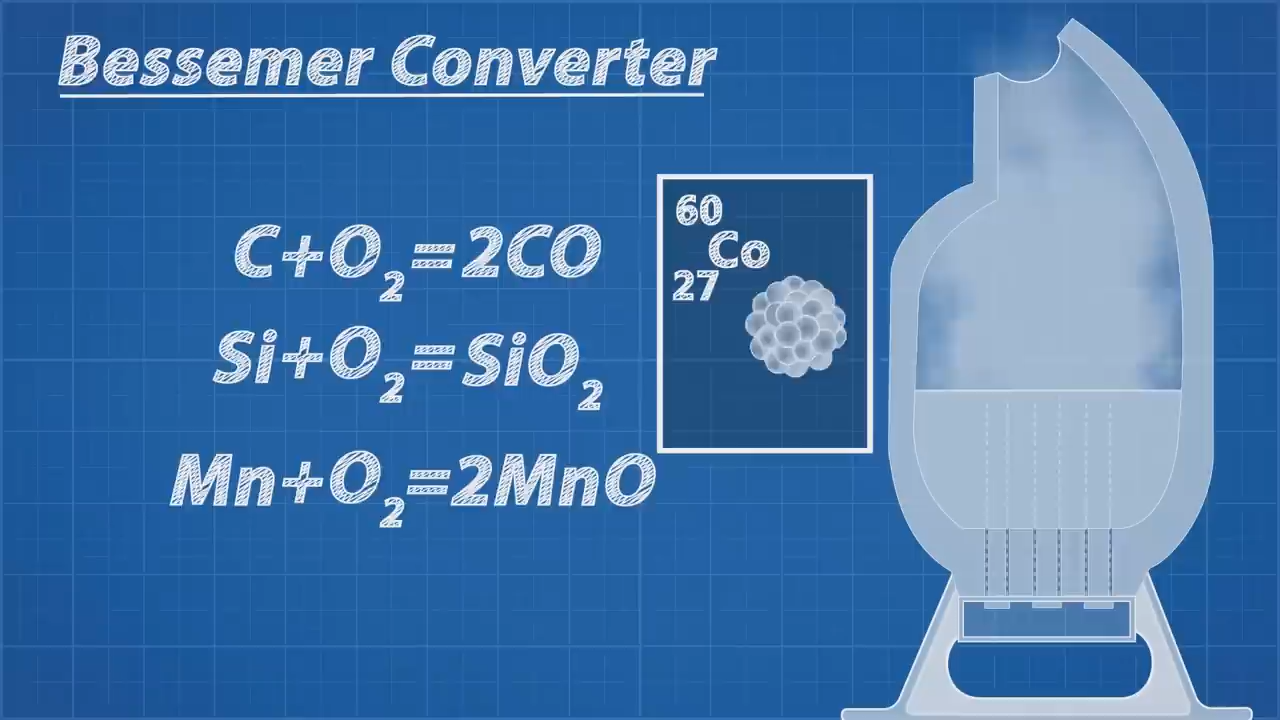 Bessemer Converter
C+O₂=2CO
Si+O₂=SiO₂
Mn+O₂=2MnO
60
Co
27